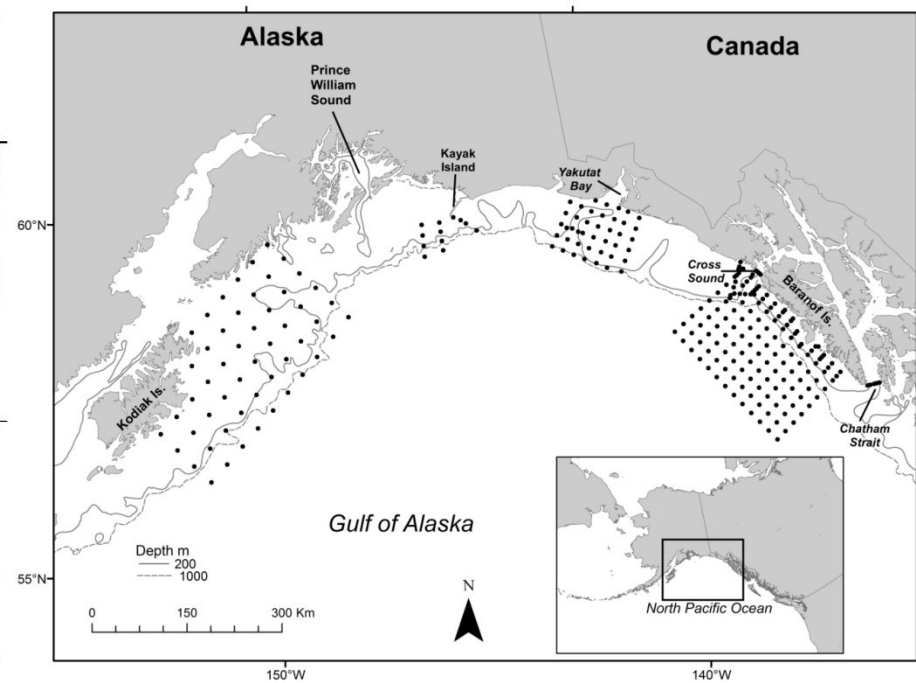 Alaska
Canada
Prince
William
Sound
Kayak
Island
Yakutat
Bay
60°N
Cross
Sound
Baranof Is.
Kodiak Is.
Chatham
Strait
Gulf of Alaska
Depth m
200
1000
N
55°N
0 150 300 Km
North Pacific Ocean
150°W
140°W